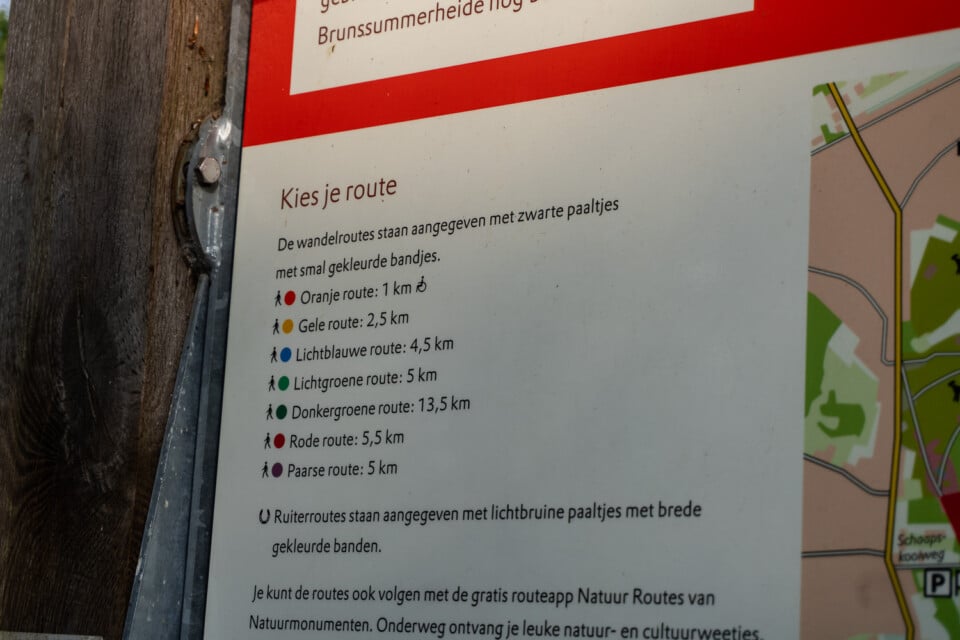 Brunssummerheide nog
Kies je route
De wandelroutes staan aangegeven met zwarte paaltjes
met smal gekleurde bandjes.
Oranje route: 1 km
Gele route: 2,5 km
Lichtblauwe route: 4,5 km
Lichtgroene route: 5 km
Donkergroene route: 13,5 km
Rode route: 5,5 km
Paarse route: 5 km
Ruiterroutes staan aangegeven met lichtbruine paaltjes met brede
gekleurde banden.
Je kunt de routes ook volgen met de gratis routeapp Natuur Routes van
Natuurmonumenten. Onderweg ontvang je leuke natuur- en cultuurweetjes.
Schaaps-
kooiweg
P